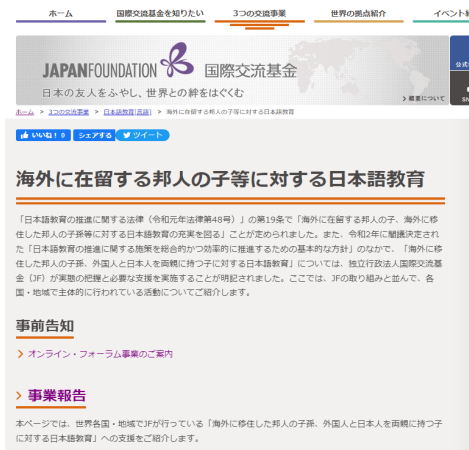 ホーム 国際交流基金を知りたい 3つの交流事業 世界の拠点紹介 イベント
JAPANFOUNDATION 国際交流基金
日本の友人をふやし、世界との絆をはぐくむ
概要について
公式
SN
ホーム > 3つの交流事業 > 日本語教育(言語) > 海外に在留する邦人の子等に対する日本語教育
いいね！ 0 シェアする ツイート
海外に在留する邦人の子等に対する日本語教育
「日本語教育の推進に関する法律（令和元年法律第48号）」の第19条で「海外に在留する邦人の子、海外に移
住した邦人の子孫等に対する日本語教育の充実を図る」ことが定められました。また、令和2年に閣議決定され
た「日本語教育の推進に関する施策を総合的かつ効率的に推進するための基本的な方針」のなかで、「海外に移
住した邦人の子孫、外国人と日本人を両親に持つ子に対する日本語教育」については、独立行政法人国際交流基
金（JF）が実態の把握と必要な支援を実施することが明記されました。ここでは、JFの取り組みと並んで、各
国・地域で主体的に行われている活動についてご紹介します。
事前告知
オンライン・フォーラム事業のご案内
事業報告
本ページでは、世界各国・地域でJFが行っている「海外に移住した邦人の子孫、外国人と日本人を両親に持つ子
に対する日本語教育」への支援をご紹介します。